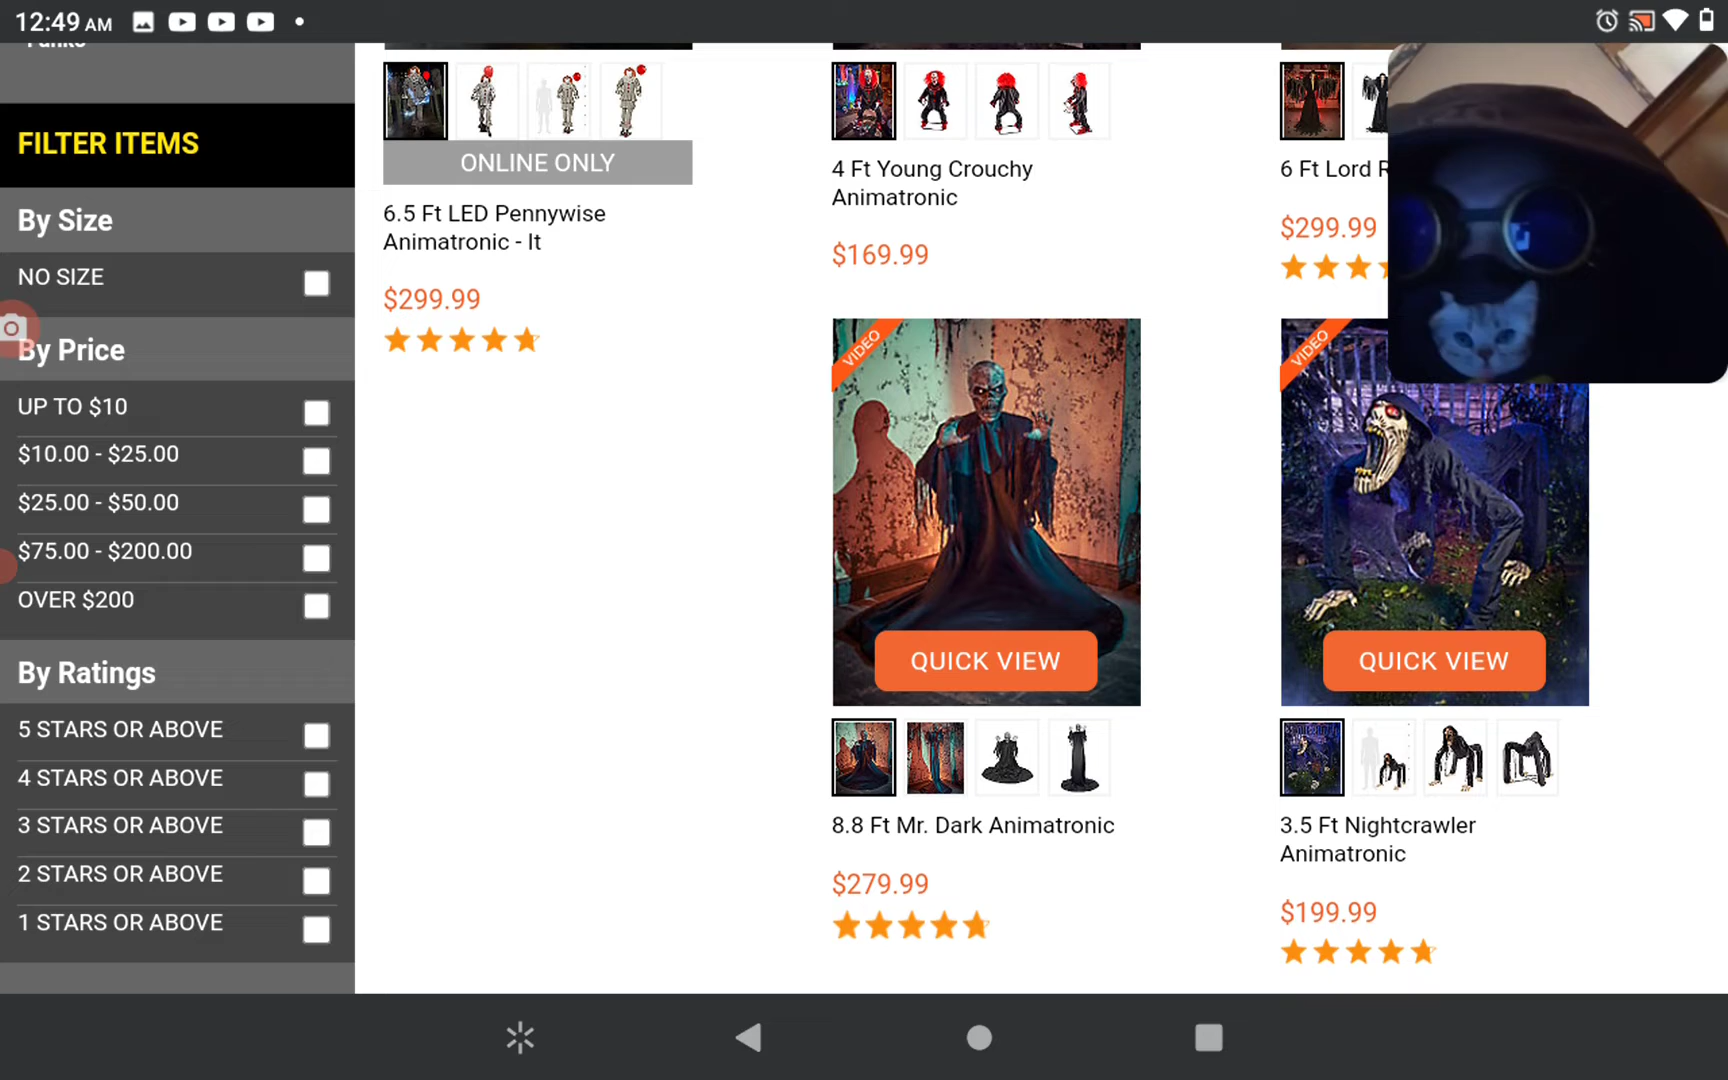 12:49 AM
FILTER ITEMS
By Size
NO SIZE
By Price
UP TO $10
$10.00 - $25.00
$25.00 - $50.00
$75.00 - $200.00
OVER $200
By Ratings
5 STARS OR ABOVE
4 STARS OR ABOVE
3 STARS OR ABOVE
2 STARS OR ABOVE
1 STARS OR ABOVE
ONLINE ONLY
6.5 Ft LED Pennywise
Animatronic - It
$299.99
4 Ft Young Crouchy
Animatronic
$169.99
6 Ft Lord
$299.99
VIDEO
QUICK VIEW
8.8 Ft Mr. Dark Animatronic
$279.99
VIDEO
QUICK VIEW
3.5 Ft Nightcrawler
Animatronic
$199.99